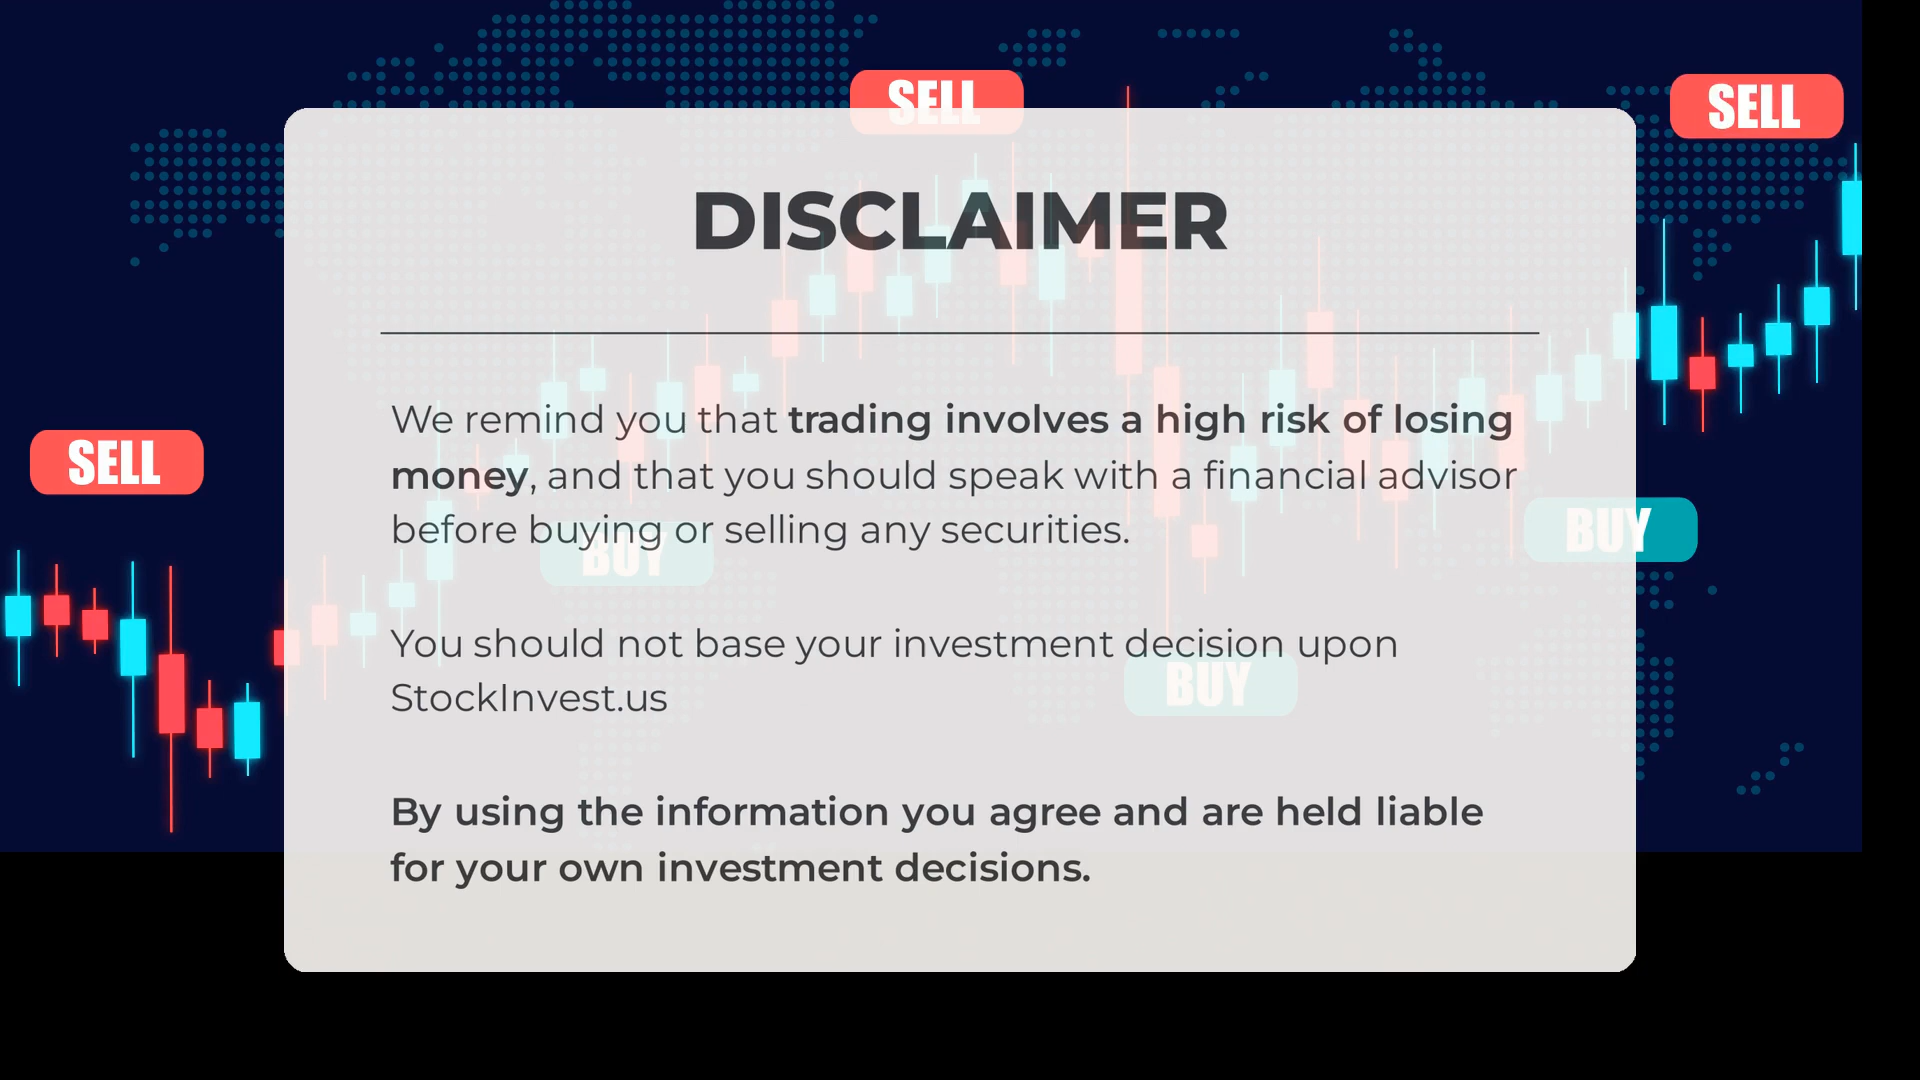 SELL
SELL
DISCLAIMER
We remind you that trading involves a high risk of losing
money, and that you should speak with a financial advisor
before buying or selling any securities.
SELL
BUY
BUY
You should not base your investment decision upon
StockInvest.us
BUY
By using the information you agree and are held liable
for your own investment decisions.